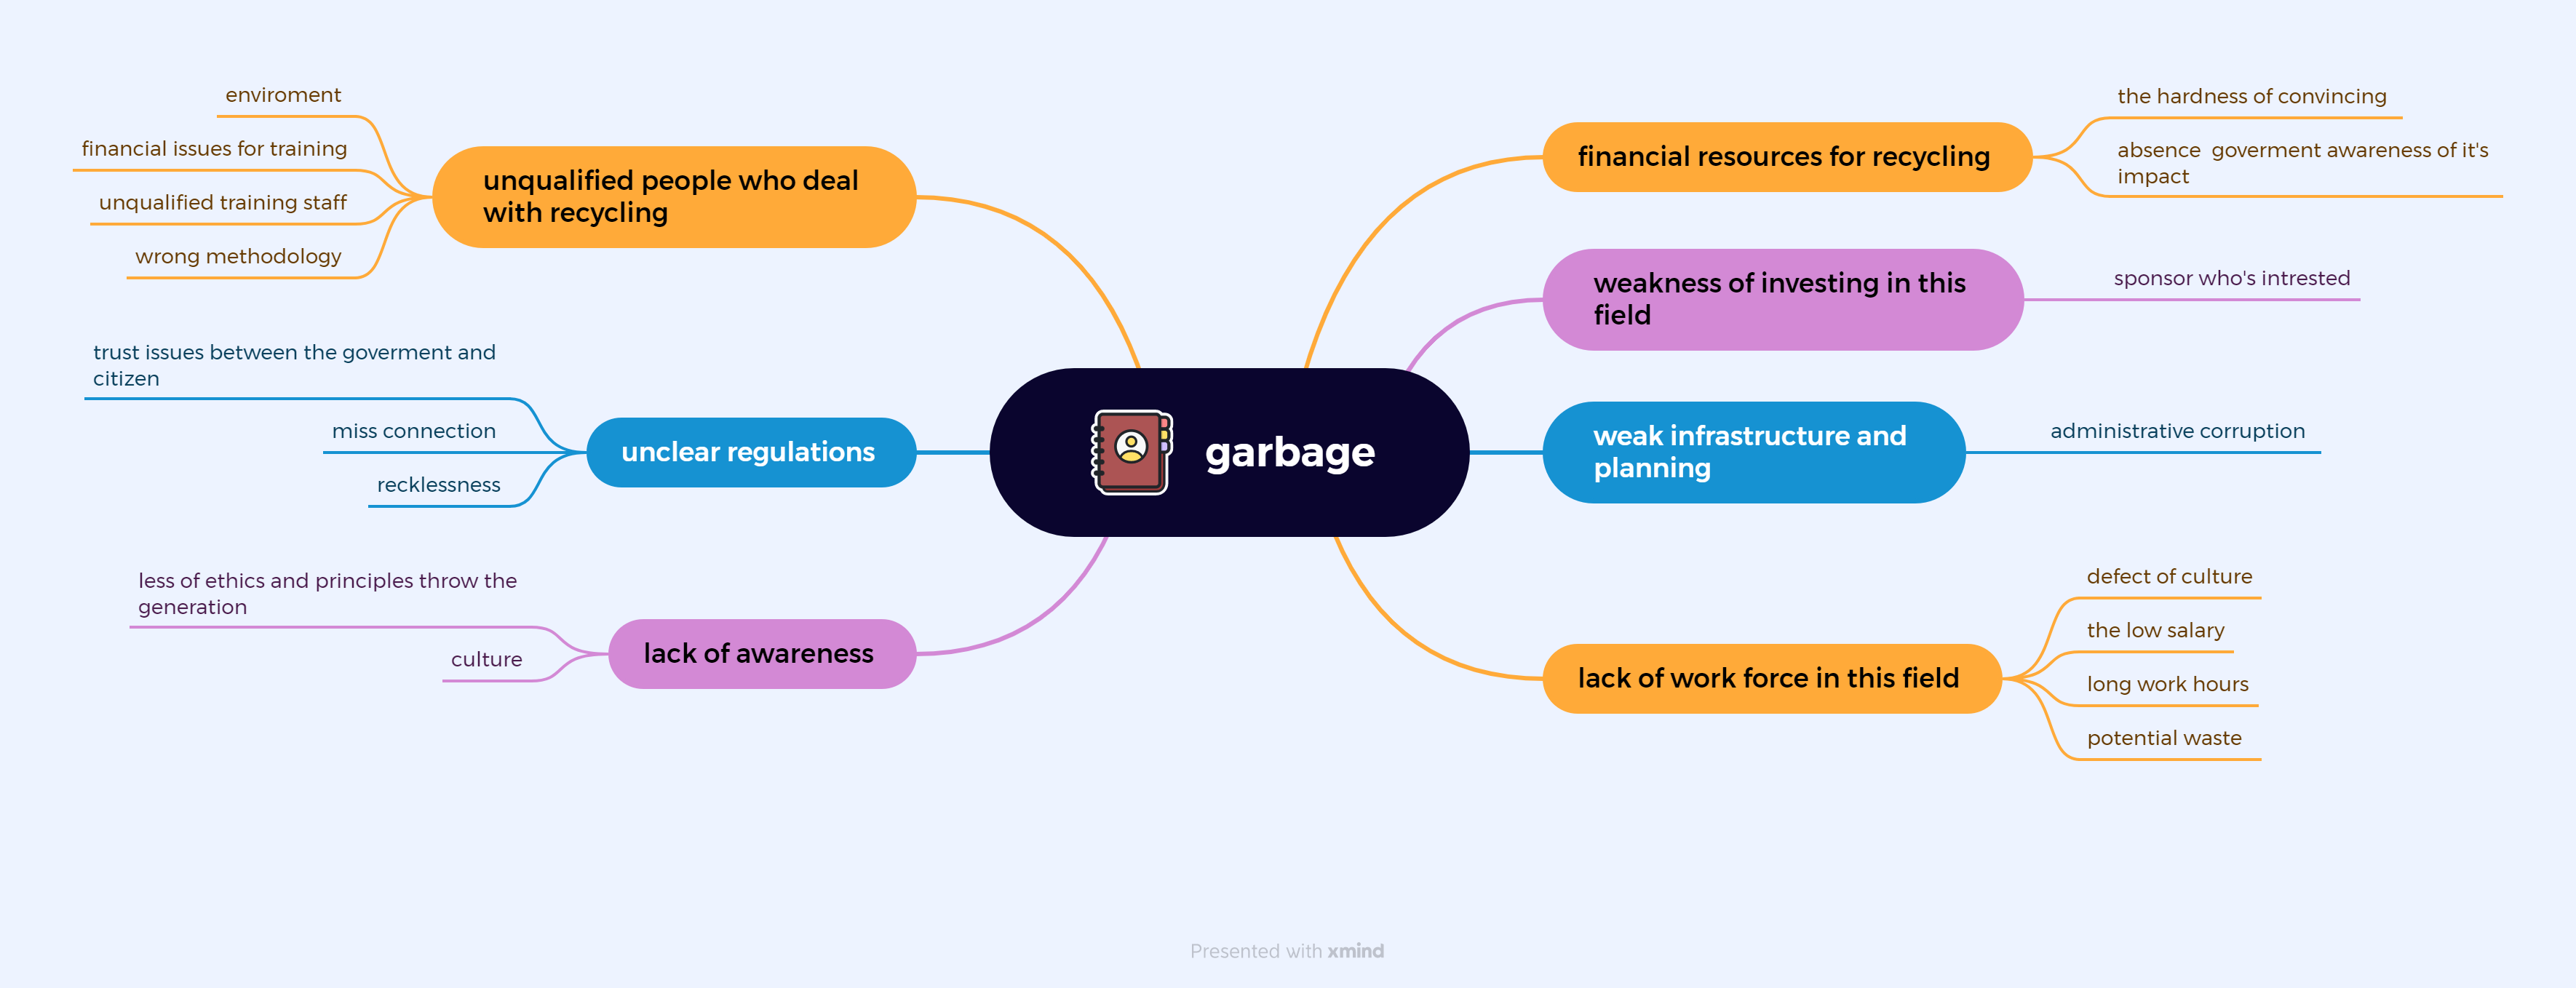 enviroment
financial issues for training
unqualified training staff
wrong methodology
unqualified people who deal
with recycling
trust issues between the goverment and
citizen
miss connection
recklessness
unclear regulations
less of ethics and principles throw the
generation
culture
lack of awareness
garbage
financial resources for recycling
the hardness of convincing
absence  goverment awareness of it's
impact
weakness of investing in this
field
sponsor who's intrested
weak infrastructure and
planning
administrative corruption
lack of work force in this field
defect of culture
the low salary
long work hours
potential waste
Presented with xmind